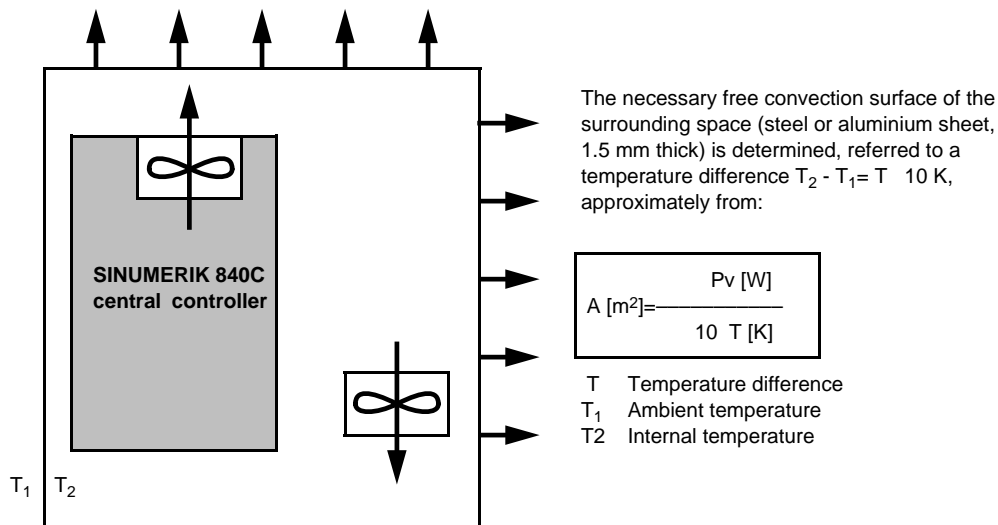 The necessary free convection surface of the
surrounding space (steel or aluminium sheet,
1.5 mm thick) is determined, referred to a
temperature difference T₂ - T₁= T 10 K,
approximately from:
SINUMERIK 840C
central controller
Pv [W]
A [m²]=
10 T [K]
T Temperature difference
T₁ Ambient temperature
T2 Internal temperature
T₁ T₂